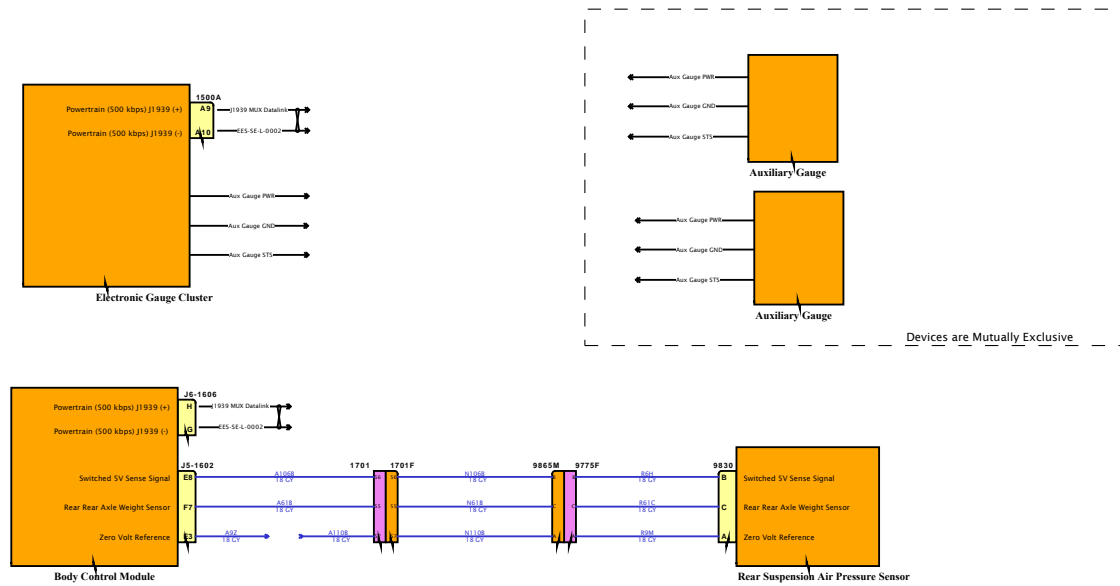 1500A
Powertrain (500 kbps) J1939 (+)
A9
J1939 MUX Datalink
Powertrain (500 kbps) J1939 (-)
A10
EES-SE-L-0002
Aux Gauge PWR
Aux Gauge GND
Aux Gauge STS
Electronic Gauge Cluster
Aux Gauge PWR
Aux Gauge GND
Aux Gauge STS
Auxiliary Gauge
Aux Gauge PWR
Aux Gauge GND
Aux Gauge STS
Auxiliary Gauge
Devices are Mutually Exclusive
J6-1606
Powertrain (500 kbps) J1939 (+)
H
J1939 MUX Datalink
Powertrain (500 kbps) J1939 (-)
G
EES-SE-L-0002
J5-1602
1701
1701F
9865M
9775F
9830
Switched 5V Sense Signal
E8
A106B
18 GY
N106B
18 GY
R6H
18 GY
B
Switched 5V Sense Signal
Rear Rear Axle Weight Sensor
F7
A61B
18 GY
N61B
18 GY
C
C
R61C
18 GY
C
Rear Rear Axle Weight Sensor
Zero Volt Reference
E3
A9Z
18 GY
A110B
18 GY
N110B
18 GY
R9M
18 GY
A
Zero Volt Reference
Body Control Module
Rear Suspension Air Pressure Sensor